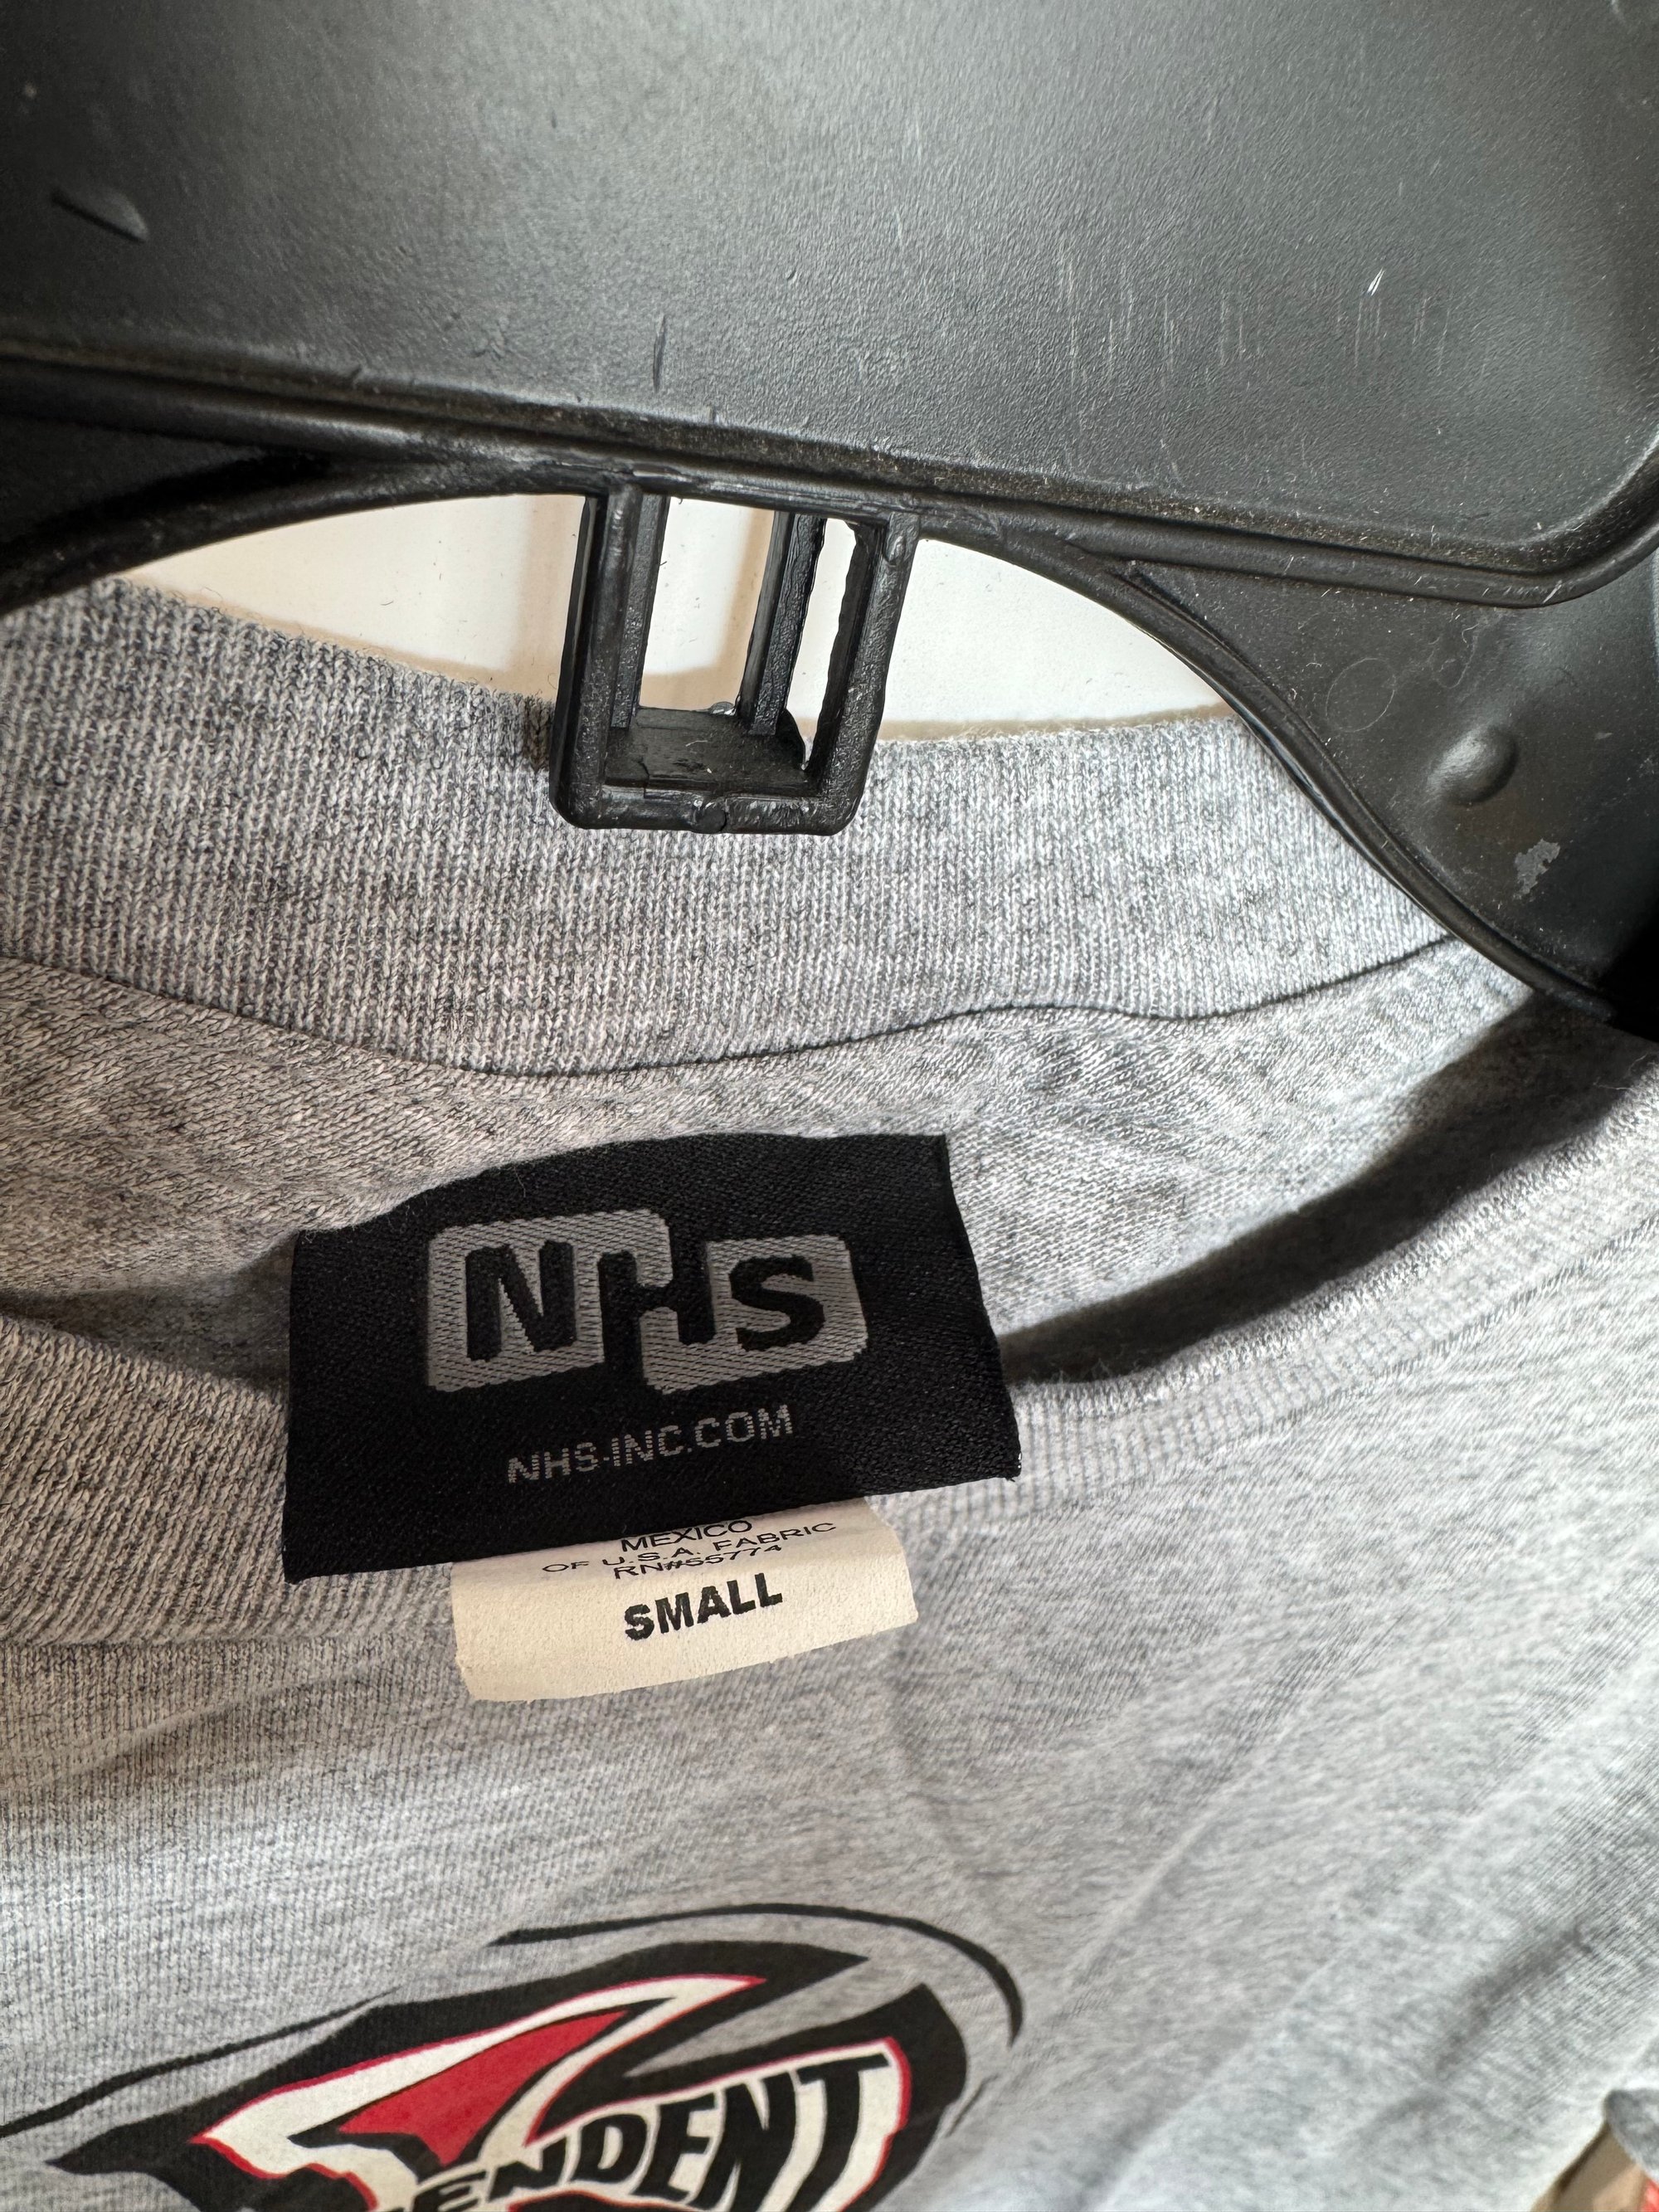 NHS
NHS-INC.COM
MEXICO
OF U.S.A. FABRIC
RN#55774
SMALL
ENDENT